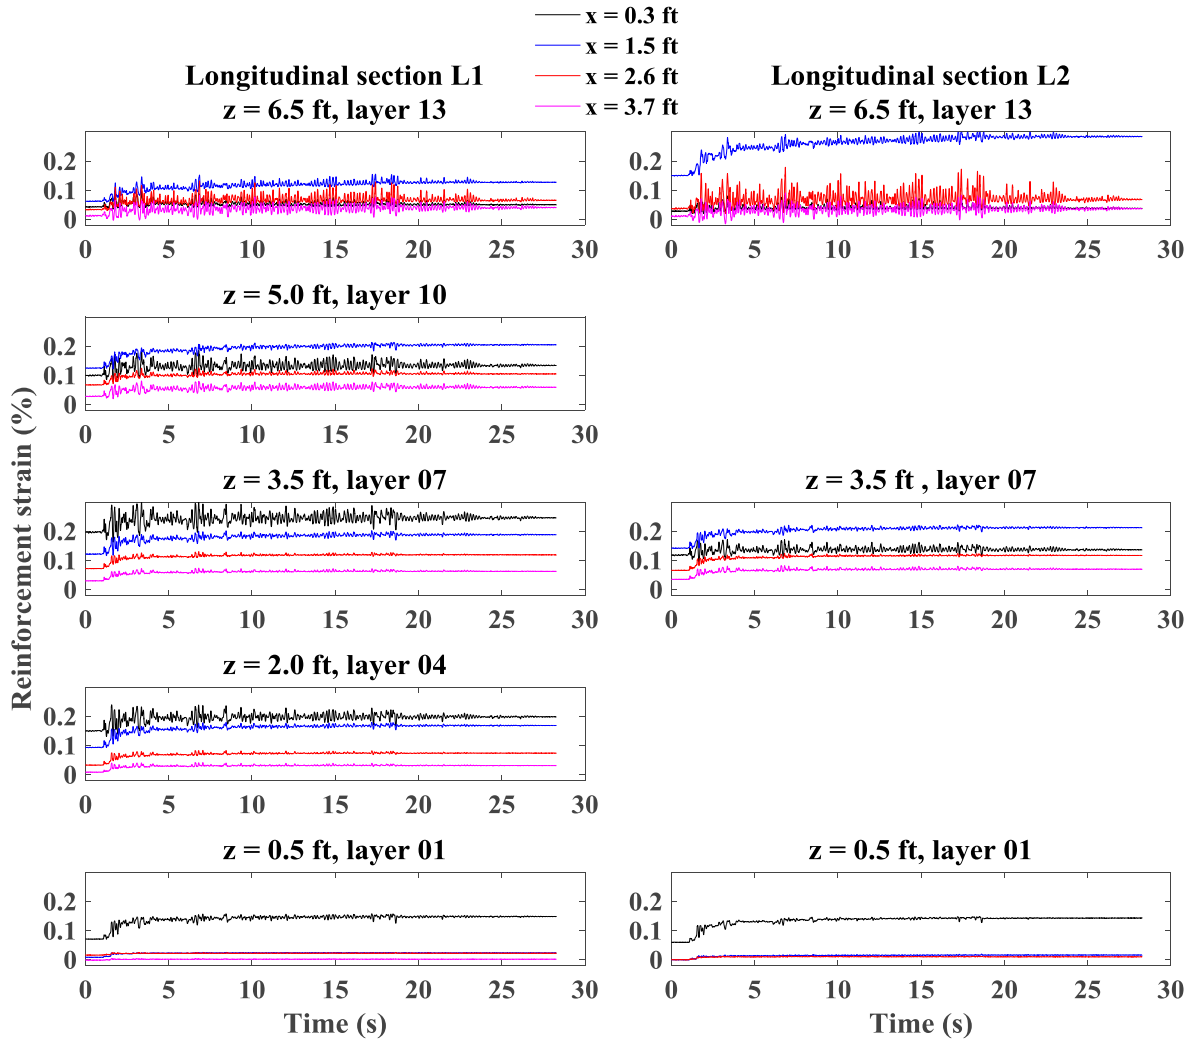 x = 0.3 ft
x = 1.5 ft
x = 2.6 ft
x = 3.7 ft
Longitudinal section L1
z = 6.5 ft, layer 13
0.2
0.1
0
0 5 10 15 20 25 30
Longitudinal section L2
z = 6.5 ft, layer 13
0.2
0.1
0
0 5 10 15 20 25 30
z = 5.0 ft, layer 10
0.2
0.1
0
0 5 10 15 20 25 30
Reinforcement strain (%)
z = 3.5 ft, layer 07
0.2
0.1
0
0 5 10 15 20 25 30
z = 3.5 ft , layer 07
0.2
0.1
0
0 5 10 15 20 25 30
z = 2.0 ft, layer 04
0.2
0.1
0
0 5 10 15 20 25 30
z = 0.5 ft, layer 01
0.2
0.1
0
0 5 10 15 20 25 30
Time (s)
z = 0.5 ft, layer 01
0.2
0.1
0
0 5 10 15 20 25 30
Time (s)